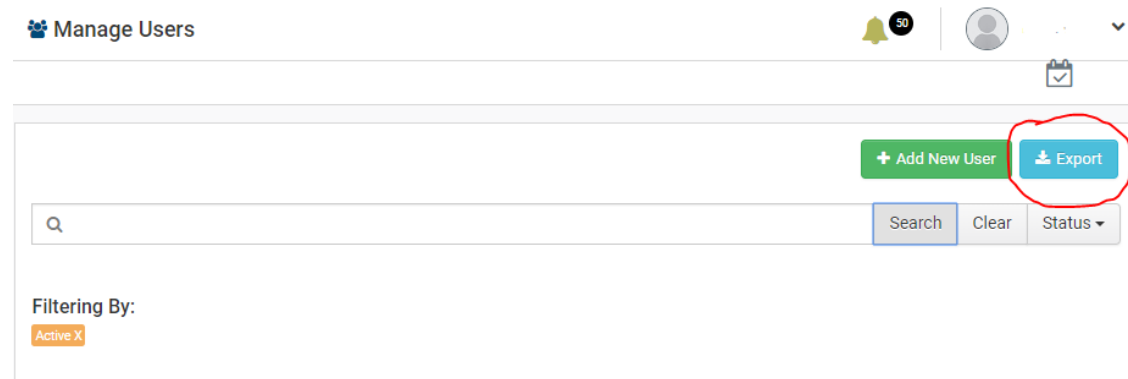 Manage Users
50
Add New User
Export
Search
Clear
Status
Filtering By:
Active X